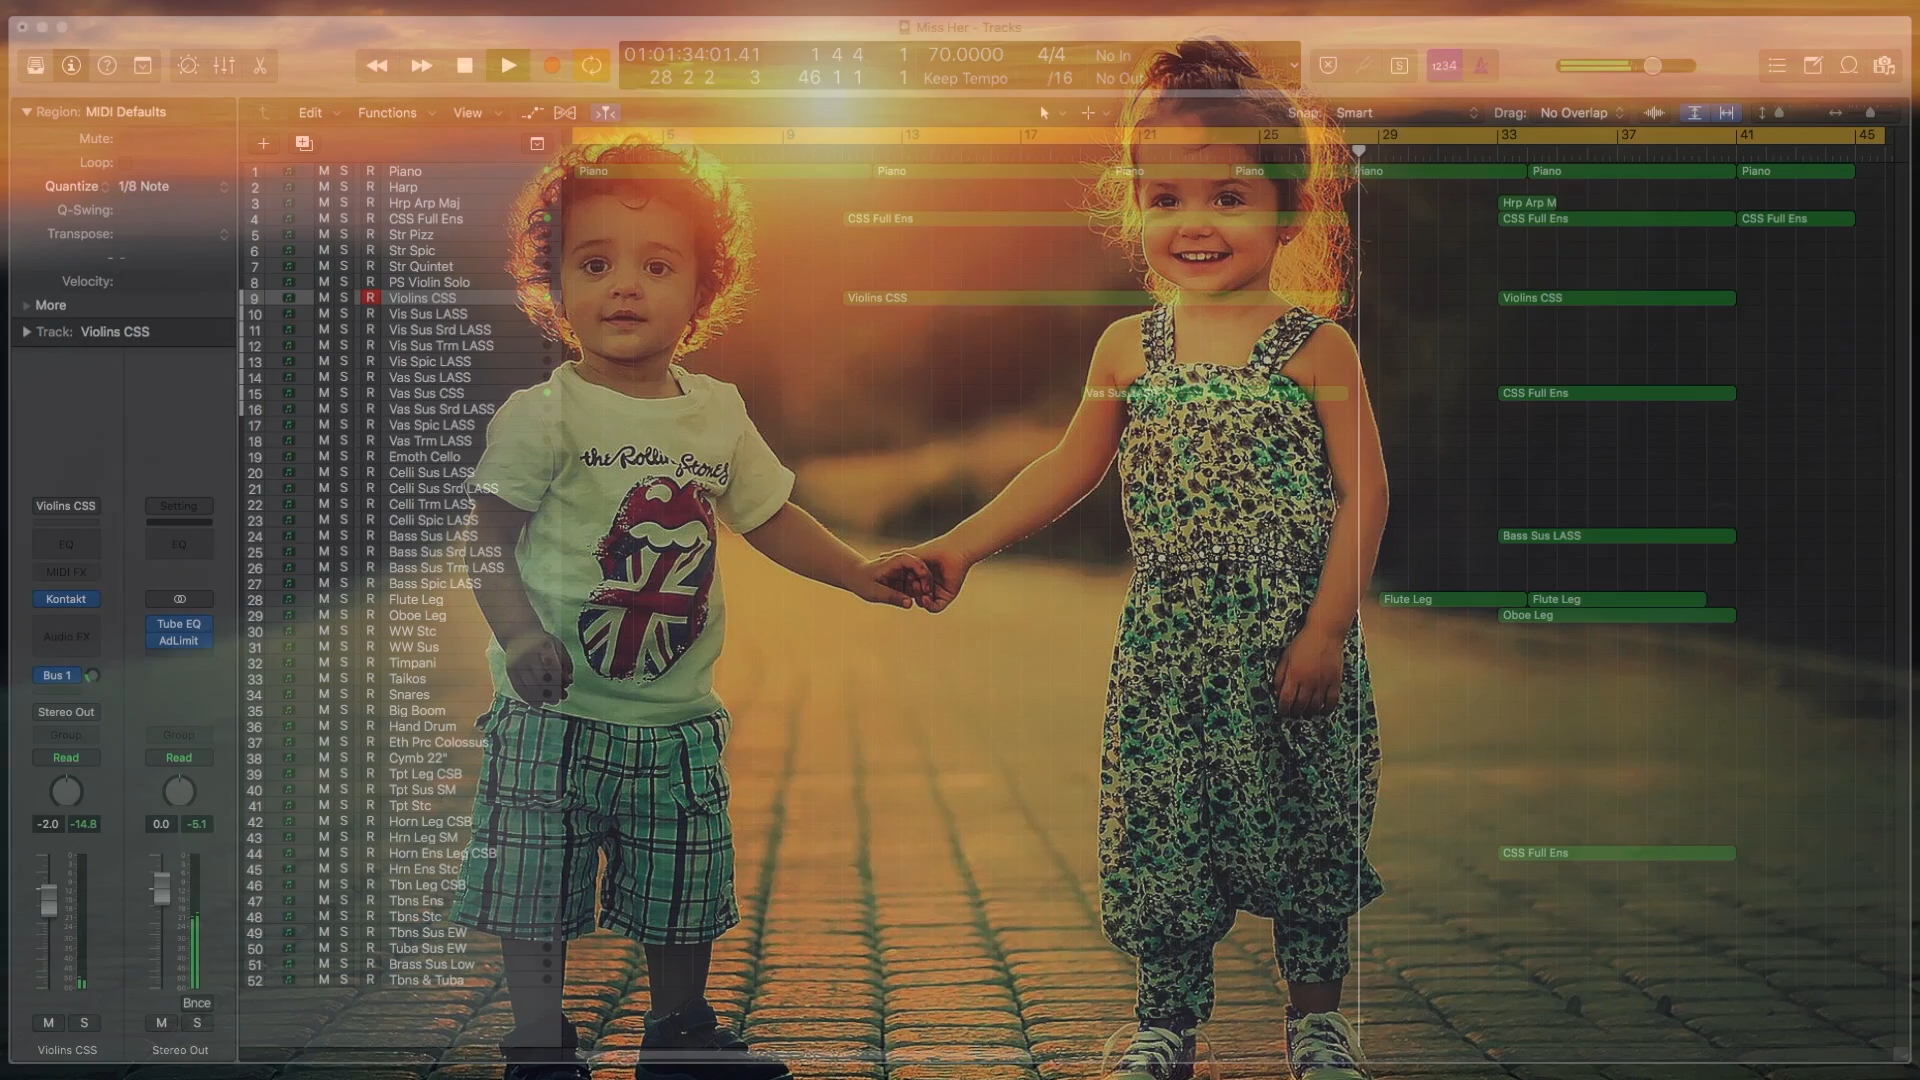 Miss Her - Tracks
01:01:34:01.41 1 4 4 1 70.0000 4/4 No In
28 2 2 3 46 1 1 1 Keep Tempo /16 No Out
S 1234
Region: MIDI Defaults
Mute:
Loop:
Quantize 1/8 Note
Q-Swing:
Transpose:
- -
Velocity:
More
Track: Violins CSS
Edit Functions View Snap: Smart Drag: No Overlap
5 9 13 17 21 25 29 33 37 41 45
1 M S R Piano Piano Piano Piano Piano Piano Piano Piano
2 M S R Harp
3 M S R Hrp Arp Maj Hrp Arp M
4 M S R CSS Full Ens CSS Full Ens CSS Full Ens CSS Full Ens
5 M S R Str Pizz
6 M S R Str Spic
7 M S R Str Quintet
8 M S R PS Violin Solo
9 M S R Violins CSS Violins CSS Violins CSS
10 M S R Vis Sus LASS
11 M S R Vis Sus Srd LASS
12 M S R Vis Sus Trm LASS
13 M S R Vis Spic LASS
14 M S R Vas Sus LASS
15 M S R Vas Sus CSS Vas Sus CSS Full Ens
16 M S R Vas Sus Srd LASS
17 M S R Vas Spic LASS
18 M S R Vas Trm LASS
19 M S R Emoth Cello
20 M S R Celli Sus LASS
21 M S R Celli Sus Srd LASS
22 M S R Celli Trm LASS
23 M S R Celli Spic LASS
24 M S R Bass Sus LASS Bass Sus LASS
25 M S R Bass Sus Srd LASS
26 M S R Bass Sus Trm LASS
27 M S R Bass Spic LASS
28 M S R Flute Leg Flute Leg Flute Leg
29 M S R Oboe Leg Oboe Leg
30 M S R WW Stc
31 M S R WW Sus
32 M S R Timpani
33 M S R Taikos
34 M S R Snares
35 M S R Big Boom
36 M S R Hand Drum
37 M S R Eth Prc Colossus
38 M S R Cymb 22"
39 M S R Tpt Leg CSB
40 M S R Tpt Sus SM
41 M S R Tpt Stc
42 M S R Horn Leg CSB
43 M S R Hrn Leg SM
44 M S R Horn Ens Leg CSB CSS Full Ens
45 M S R Hrn Ens Stc
46 M S R Tbn Leg CSB
47 M S R Tbns Ens
48 M S R Tbns Stc
49 M S R Tbns Sus EW
50 M S R Tuba Sus EW
51 M S R Brass Sus Low
52 M S R Tbns & Tuba
the Rolling Stones
Violins CSS Setting
EQ EQ
MIDI FX
Kontakt
Tube EQ
Audio FX AdLimit
Bus 1
Stereo Out
Group Group
Read Read
-2.0 -14.8 0.0 -5.1
Bnce
M S M S
Violins CSS Stereo Out